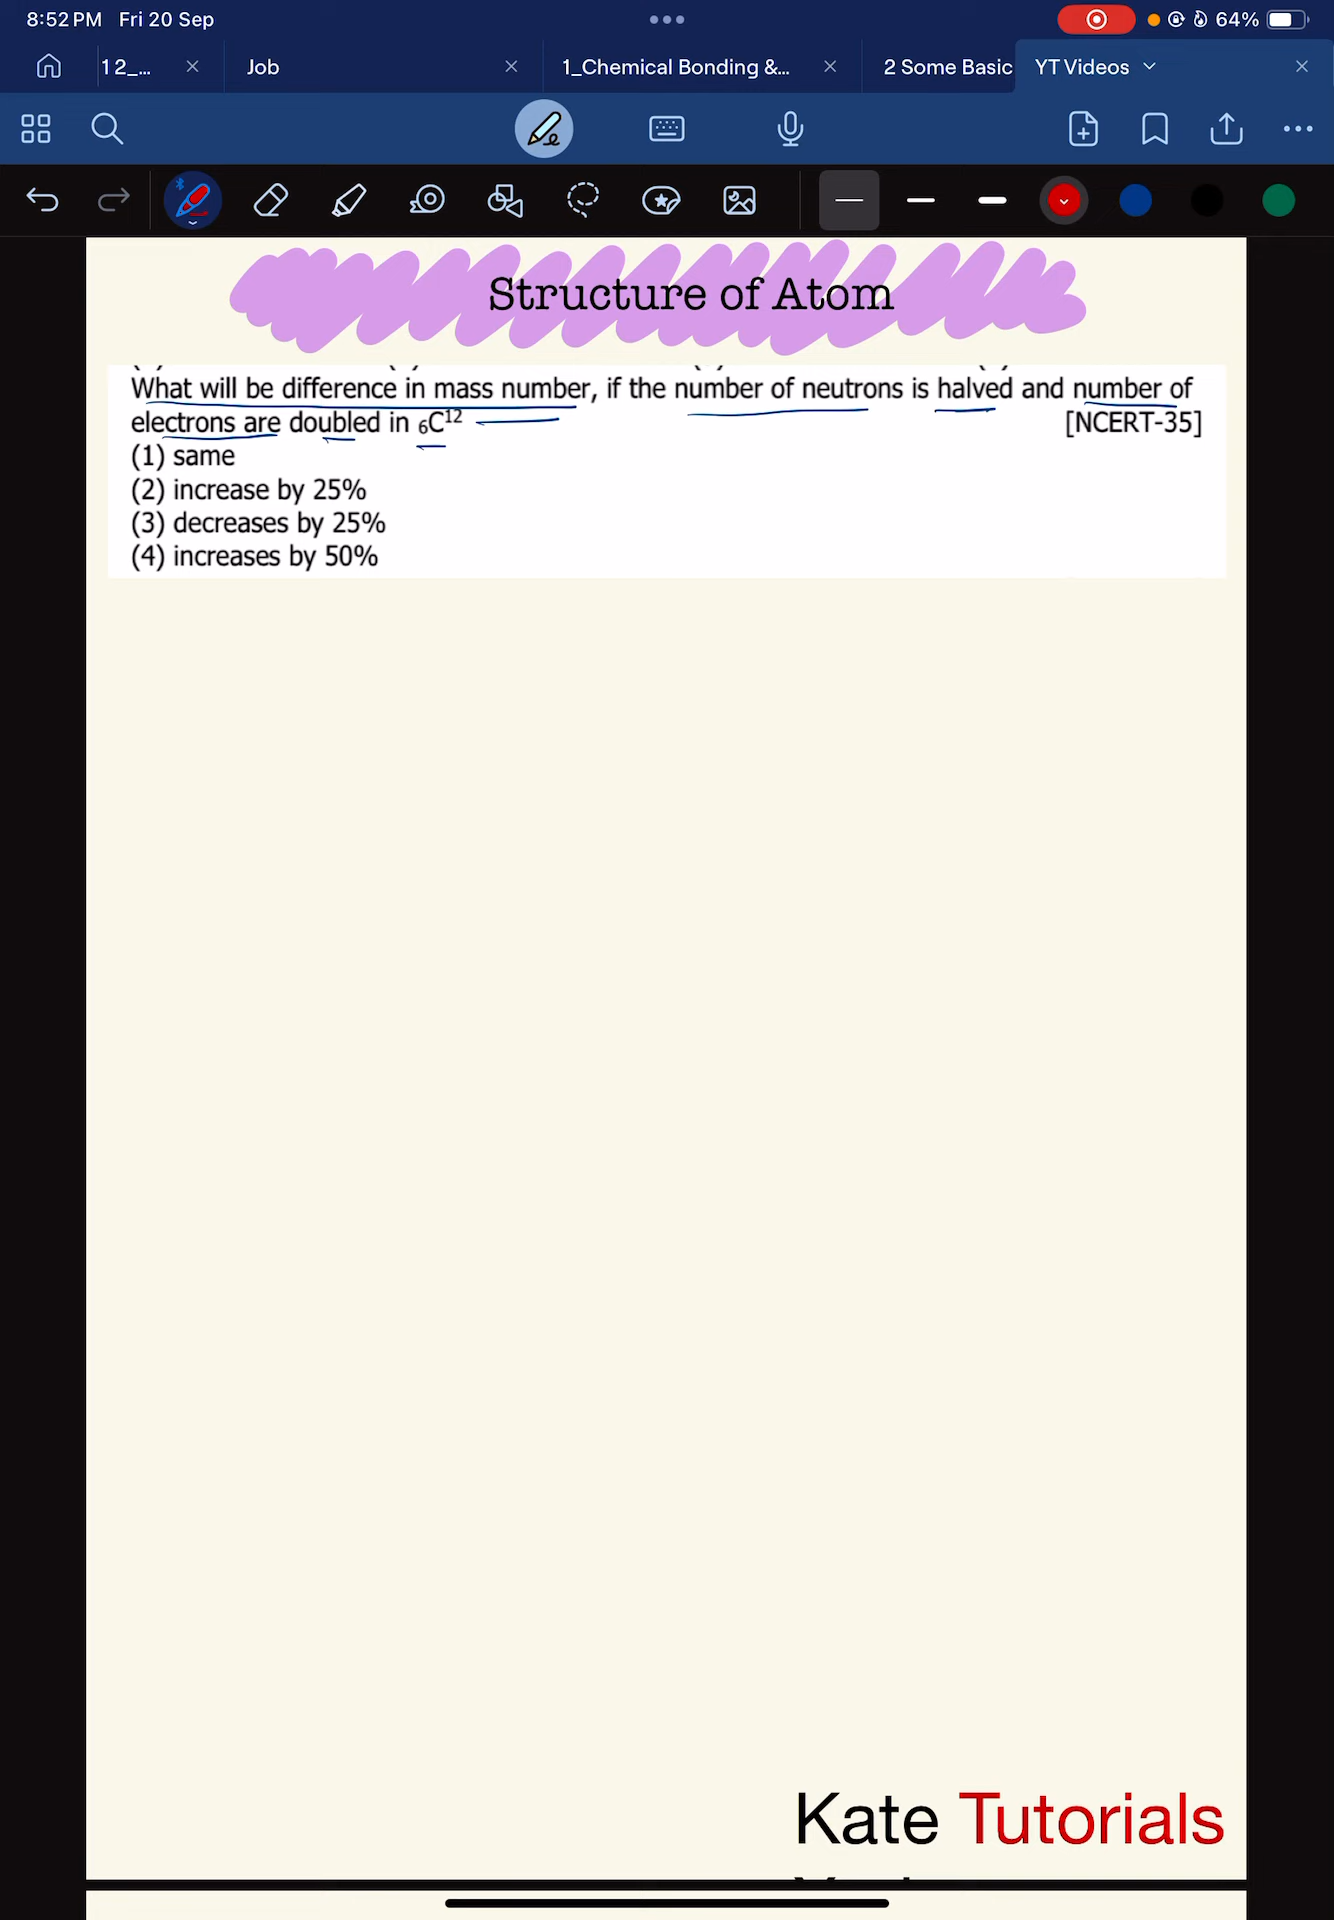 8:52 PM Fri 20 Sep
64%
1 2_...
Job
1_Chemical Bonding &...
2 Some Basic
YT Videos
Structure of Atom
What will be difference in mass number, if the number of neutrons is halved and number of
electrons are doubled in ₆C¹² [NCERT-35]
(1) same
(2) increase by 25%
(3) decreases by 25%
(4) increases by 50%
Kate Tutorials